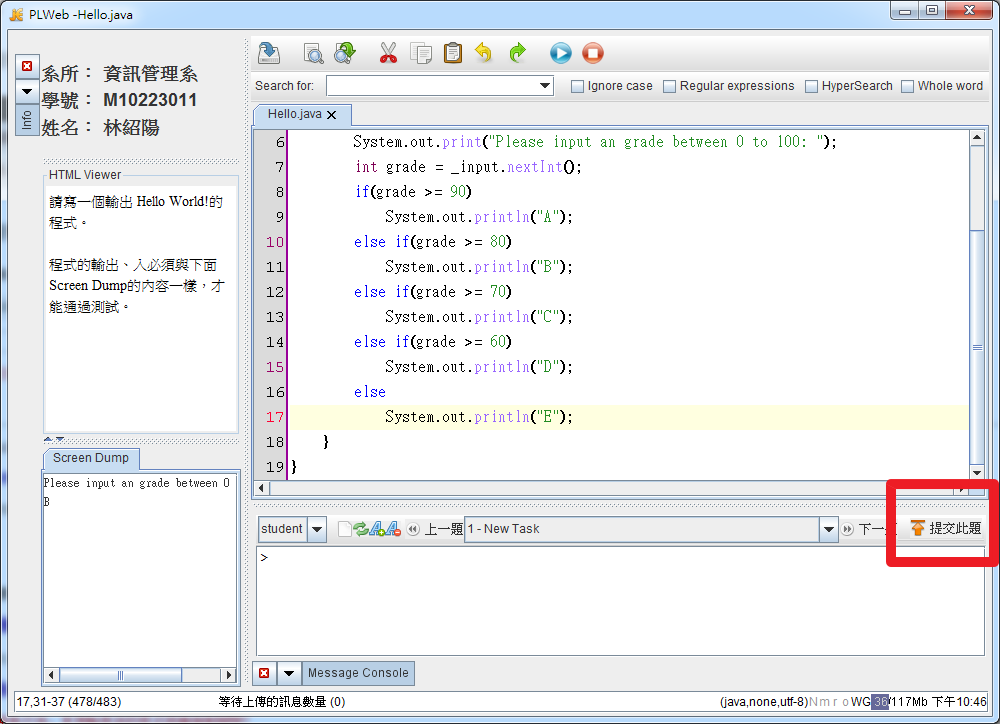 PLWeb -Hello.java
系所： 資訊管理系
學號： M10223011
姓名： 林紹陽
Info
HTML Viewer
請寫一個輸出 Hello World!的
程式。
程式的輸出、入必須與下面
Screen Dump的內容一樣，才
能通過測試。
Screen Dump
Please input an grade between 0
B
Search for:
Ignore case
Regular expressions
HyperSearch
Whole word
Hello.java
6 System.out.print("Please input an grade between 0 to 100: ");
7 int grade = _input.nextInt();
8 if(grade >= 90)
9 System.out.println("A");
10 else if(grade >= 80)
11 System.out.println("B");
12 else if(grade >= 70)
13 System.out.println("C");
14 else if(grade >= 60)
15 System.out.println("D");
16 else
17 System.out.println("E");
18 }
19 }
student
上一題
1 - New Task
下一
提交此題
>
Message Console
17,31-37 (478/483)
等待上傳的訊息數量 (0)
(java,none,utf-8)N m r o WG 36/117Mb 下午10:46